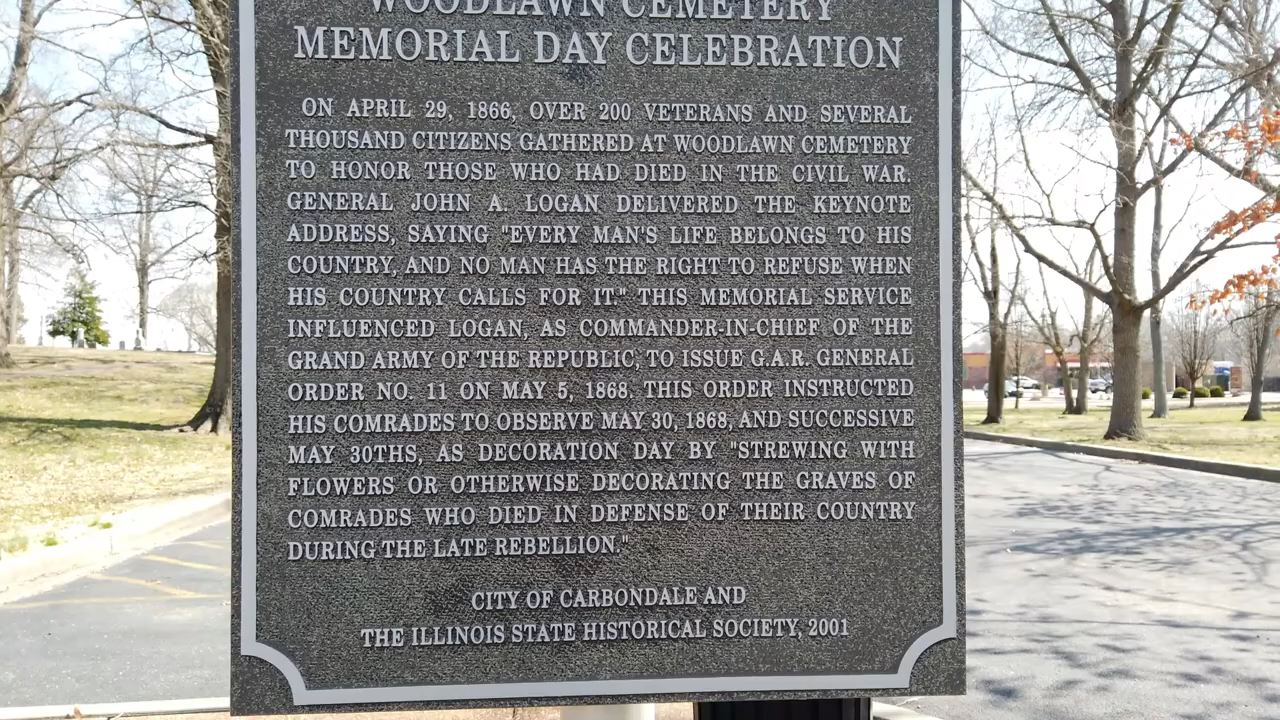 WOODLAWN CEMETERY
MEMORIAL DAY CELEBRATION
ON APRIL 29, 1866, OVER 200 VETERANS AND SEVERAL
THOUSAND CITIZENS GATHERED AT WOODLAWN CEMETERY
TO HONOR THOSE WHO HAD DIED IN THE CIVIL WAR.
GENERAL JOHN A. LOGAN DELIVERED THE KEYNOTE
ADDRESS, SAYING "EVERY MAN'S LIFE BELONGS TO HIS
COUNTRY, AND NO MAN HAS THE RIGHT TO REFUSE WHEN
HIS COUNTRY CALLS FOR IT." THIS MEMORIAL SERVICE
INFLUENCED LOGAN, AS COMMANDER-IN-CHIEF OF THE
GRAND ARMY OF THE REPUBLIC, TO ISSUE G.A.R. GENERAL
ORDER NO. 11 ON MAY 5, 1868. THIS ORDER INSTRUCTED
HIS COMRADES TO OBSERVE MAY 30, 1868, AND SUCCESSIVE
MAY 30THS, AS DECORATION DAY BY "STREWING WITH
FLOWERS OR OTHERWISE DECORATING THE GRAVES OF
COMRADES WHO DIED IN DEFENSE OF THEIR COUNTRY
DURING THE LATE REBELLION."
CITY OF CARBONDALE AND
THE ILLINOIS STATE HISTORICAL SOCIETY, 2001